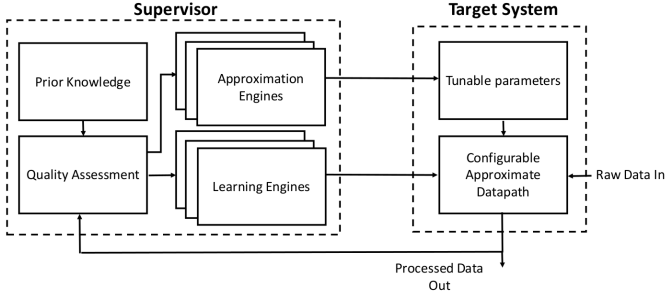 Supervisor
Target System
Prior Knowledge
Approximation
Engines
Tunable parameters
Quality Assessment
Learning Engines
Configurable
Approximate
Datapath
Raw Data In
Processed Data
Out